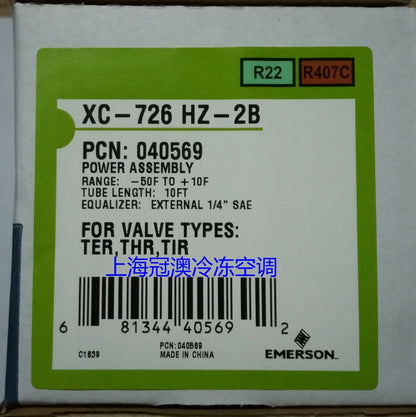 R22 R407C
XC-726 HZ-2B
PCN: 040569
POWER ASSEMBLY
RANGE: -50F TO +10F
TUBE LENGTH: 10FT
EQUALIZER: EXTERNAL 1/4" SAE
FOR VALVE TYPES:
TER,THR,TIR
上海冠澳冷冻空调
6 81344 40569 2
PCN:040569
C1639 MADE IN CHINA
EMERSON